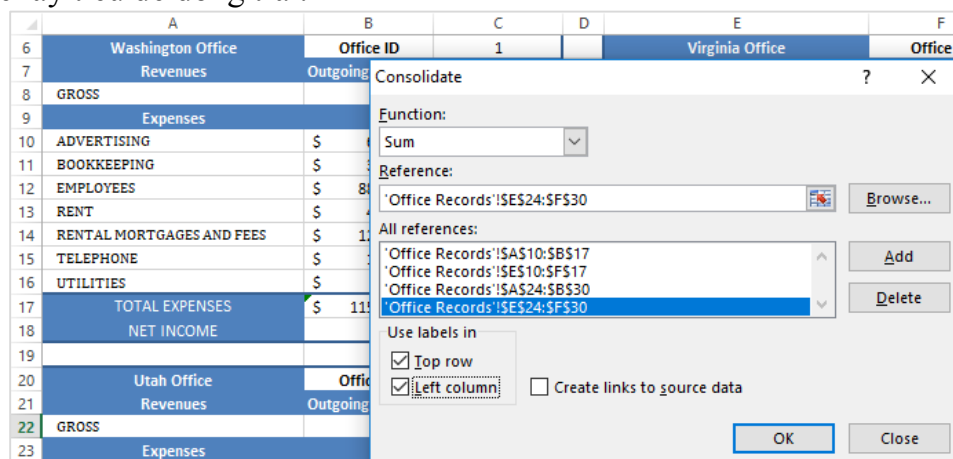 A B C D E F
6 Washington Office Office ID 1 Virginia Office Office
7 Revenues Outgoing
8 GROSS
9 Expenses
10 ADVERTISING $
11 BOOKKEEPING $
12 EMPLOYEES $ 88
13 RENT $
14 RENTAL MORTGAGES AND FEES $ 12
15 TELEPHONE $
16 UTILITIES $
17 TOTAL EXPENSES $ 115
18 NET INCOME
19
20 Utah Office
21 Revenues Outgoing
22 GROSS
23 Expenses
Consolidate ? X
Function:
Sum
Reference:
'Office Records'!$E$24:$F$30
Browse...
All references:
'Office Records'!$A$10:$B$17
'Office Records'!$E$10:$F$17
'Office Records'!$A$24:$B$30
'Office Records'!$E$24:$F$30
Add
Delete
Use labels in
Top row
Left column
Create links to source data
OK
Close